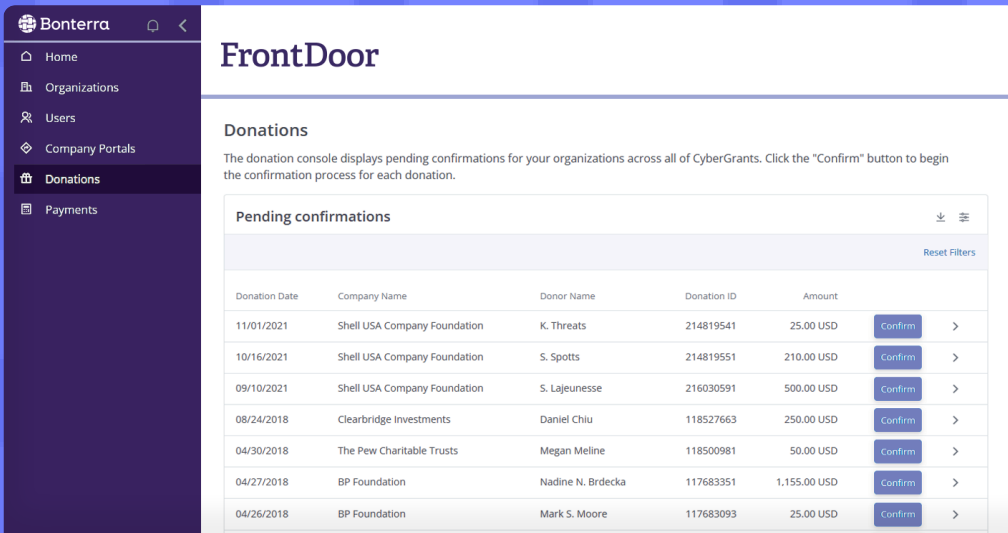 Bonterra
Home
Organizations
Users
Company Portals
Donations
Payments
FrontDoor
Donations
The donation console displays pending confirmations for your organizations across all of CyberGrants. Click the "Confirm" button to begin
the confirmation process for each donation.
Pending confirmations
Reset Filters
Donation Date Company Name Donor Name Donation ID Amount
11/01/2021 Shell USA Company Foundation K. Threats 214819541 25.00 USD Confirm
10/16/2021 Shell USA Company Foundation S. Spotts 214819551 210.00 USD Confirm
09/10/2021 Shell USA Company Foundation S. Lajeunesse 216030591 500.00 USD Confirm
08/24/2018 Clearbridge Investments Daniel Chiu 118527663 250.00 USD Confirm
04/30/2018 The Pew Charitable Trusts Megan Meline 118500981 50.00 USD Confirm
04/27/2018 BP Foundation Nadine N. Brdecka 117683351 1,155.00 USD Confirm
04/26/2018 BP Foundation Mark S. Moore 117683093 25.00 USD Confirm